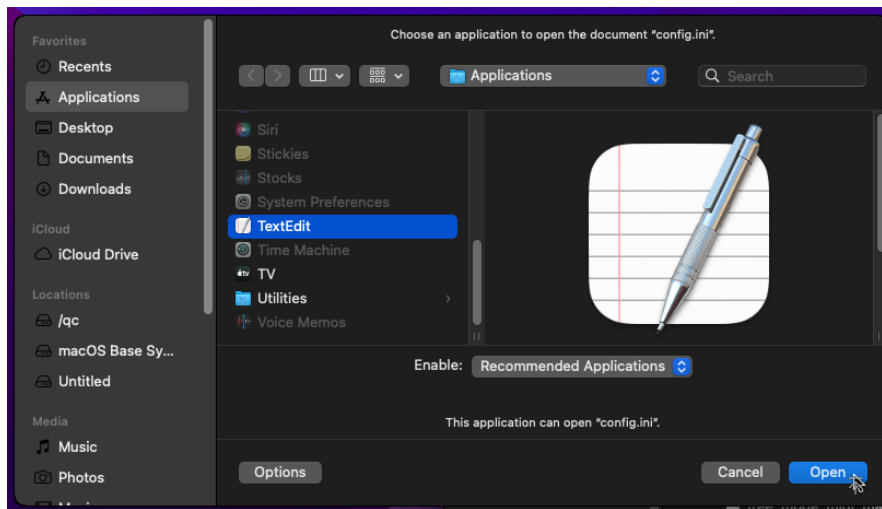 Choose an application to open the document “config.ini”.
Favorites
Recents
Applications
Desktop
Documents
Downloads
iCloud
iCloud Drive
Locations
/qc
macOS Base Sy...
Untitled
Media
Music
Photos
Applications
Search
Siri
Stickies
Stocks
System Preferences
TextEdit
Time Machine
tv TV
Utilities
Voice Memos
Enable: Recommended Applications
This application can open “config.ini”.
Options
Cancel
Open